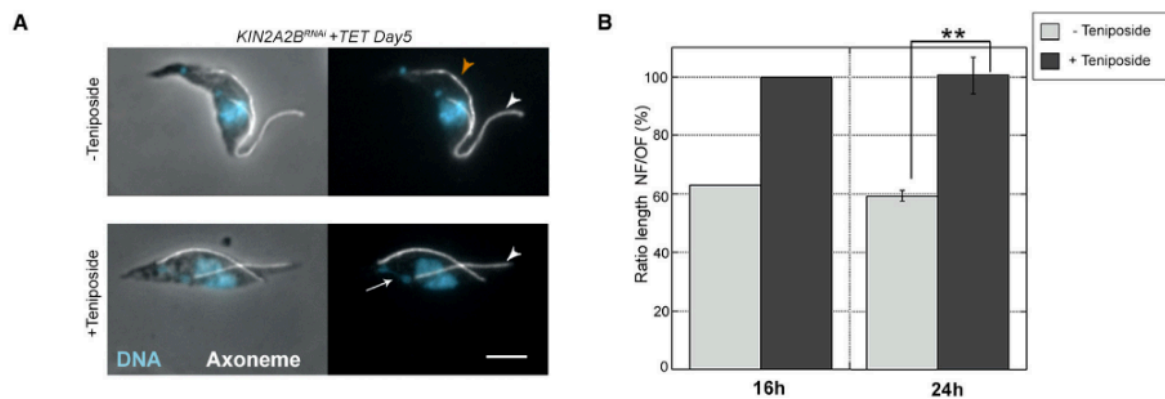 A
KIN2A2B^RNAi +TET Day5
-Teniposide
+Teniposide
DNA
Axoneme
B
Ratio length NF/OF (%)
100
80
60
40
20
0
**
16h
24h
- Teniposide
+ Teniposide